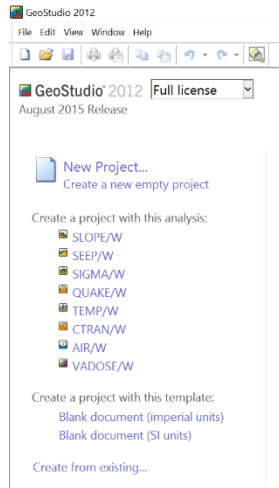 GeoStudio 2012
File Edit View Window Help
GeoStudio 2012 Full license
August 2015 Release
New Project...
Create a new empty project
Create a project with this analysis:
SLOPE/W
SEEP/W
SIGMA/W
QUAKE/W
TEMP/W
CTRAN/W
AIR/W
VADOSE/W
Create a project with this template:
Blank document (imperial units)
Blank document (SI units)
Create from existing...